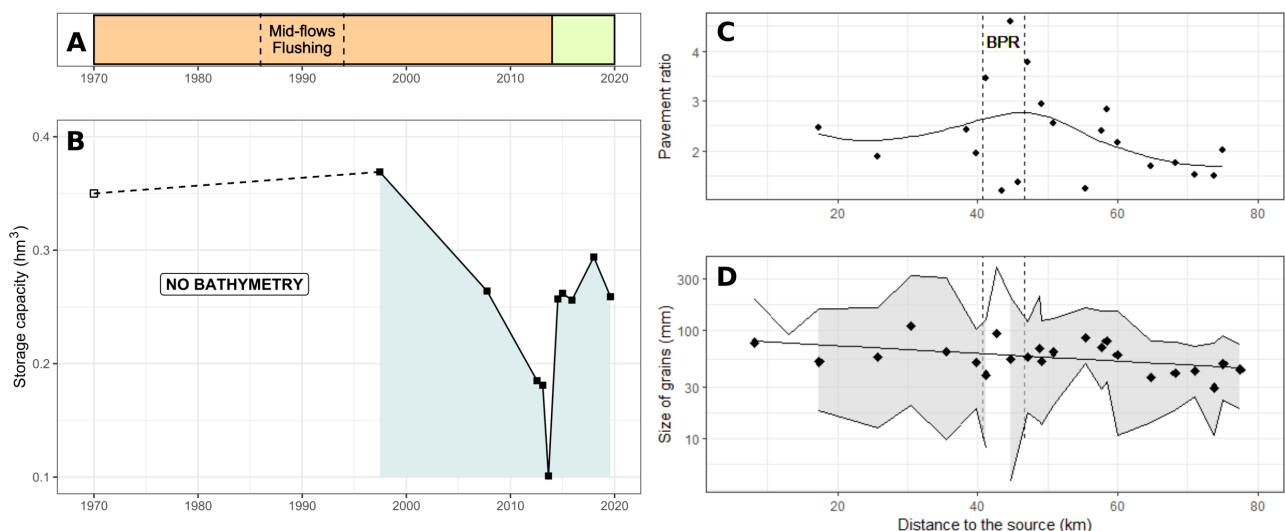 A
Mid-flows
Flushing
1970
1980
1990
2000
2010
2020
B
Storage capacity (hm³)
0.4
0.3
0.2
0.1
NO BATHYMETRY
1970
1980
1990
2000
2010
2020
C
BPR
Pavement ratio
4
3
2
20
40
60
80
D
Size of grains (mm)
300
100
30
10
20
40
60
80
Distance to the source (km)